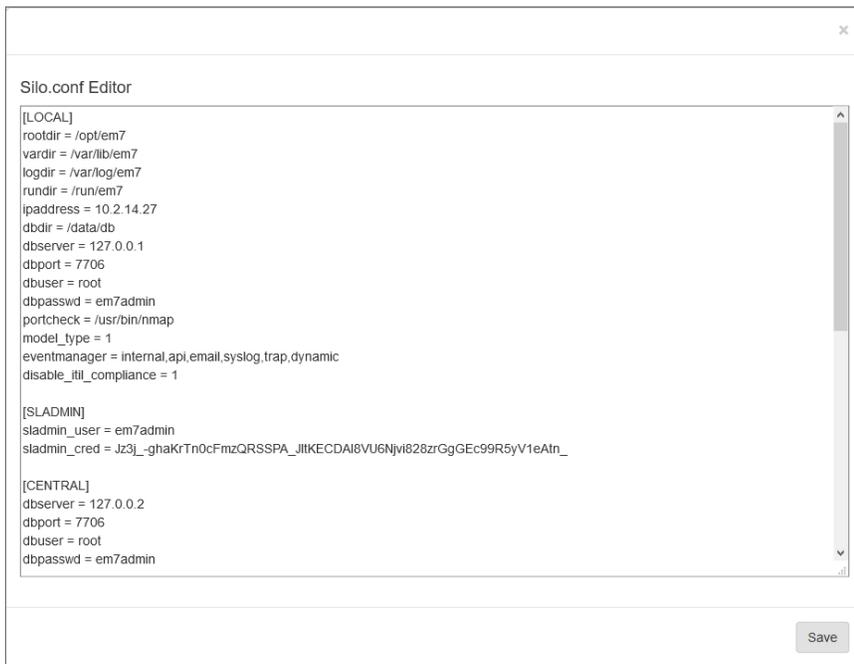 ×
Silo.conf Editor
[LOCAL]
rootdir = /opt/em7
vardir = /var/lib/em7
logdir = /var/log/em7
rundir = /run/em7
ipaddress = 10.2.14.27
dbdir = /data/db
dbserver = 127.0.0.1
dbport = 7706
dbuser = root
dbpasswd = em7admin
portcheck = /usr/bin/nmap
model_type = 1
eventmanager = internal,api,email,syslog,trap,dynamic
disable_itil_compliance = 1

[SLADMIN]
sladmin_user = em7admin
sladmin_cred = Jz3j_-ghaKrTn0cFmzQRSSPA_JltKECDAI8VU6Njvi828zrGgGEc99R5yV1eAtn_

[CENTRAL]
dbserver = 127.0.0.2
dbport = 7706
dbuser = root
dbpasswd = em7admin
Save